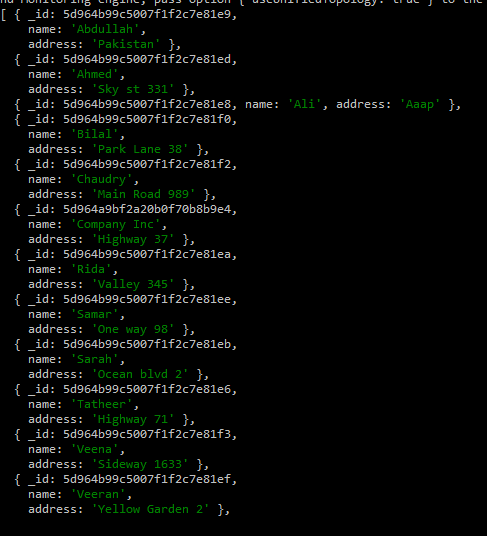 nd Monitoring engine, pass option { useUnifiedTopology: true } to the
[ { _id: 5d964b99c5007f1f2c7e81e9,
name: 'Abdullah',
address: 'Pakistan' },
{ _id: 5d964b99c5007f1f2c7e81ed,
name: 'Ahmed',
address: 'Sky st 331' },
{ _id: 5d964b99c5007f1f2c7e81e8, name: 'Ali', address: 'Aaap' },
{ _id: 5d964b99c5007f1f2c7e81f0,
name: 'Bilal',
address: 'Park Lane 38' },
{ _id: 5d964b99c5007f1f2c7e81f2,
name: 'Chaudry',
address: 'Main Road 989' },
{ _id: 5d964a9bf2a20b0f70b8b9e4,
name: 'Company Inc',
address: 'Highway 37' },
{ _id: 5d964b99c5007f1f2c7e81ea,
name: 'Rida',
address: 'Valley 345' },
{ _id: 5d964b99c5007f1f2c7e81ee,
name: 'Samar',
address: 'One way 98' },
{ _id: 5d964b99c5007f1f2c7e81eb,
name: 'Sarah',
address: 'Ocean blvd 2' },
{ _id: 5d964b99c5007f1f2c7e81e6,
name: 'Tatheer',
address: 'Highway 71' },
{ _id: 5d964b99c5007f1f2c7e81f3,
name: 'Veena',
address: 'Sideway 1633' },
{ _id: 5d964b99c5007f1f2c7e81ef,
name: 'Veeran',
address: 'Yellow Garden 2' },